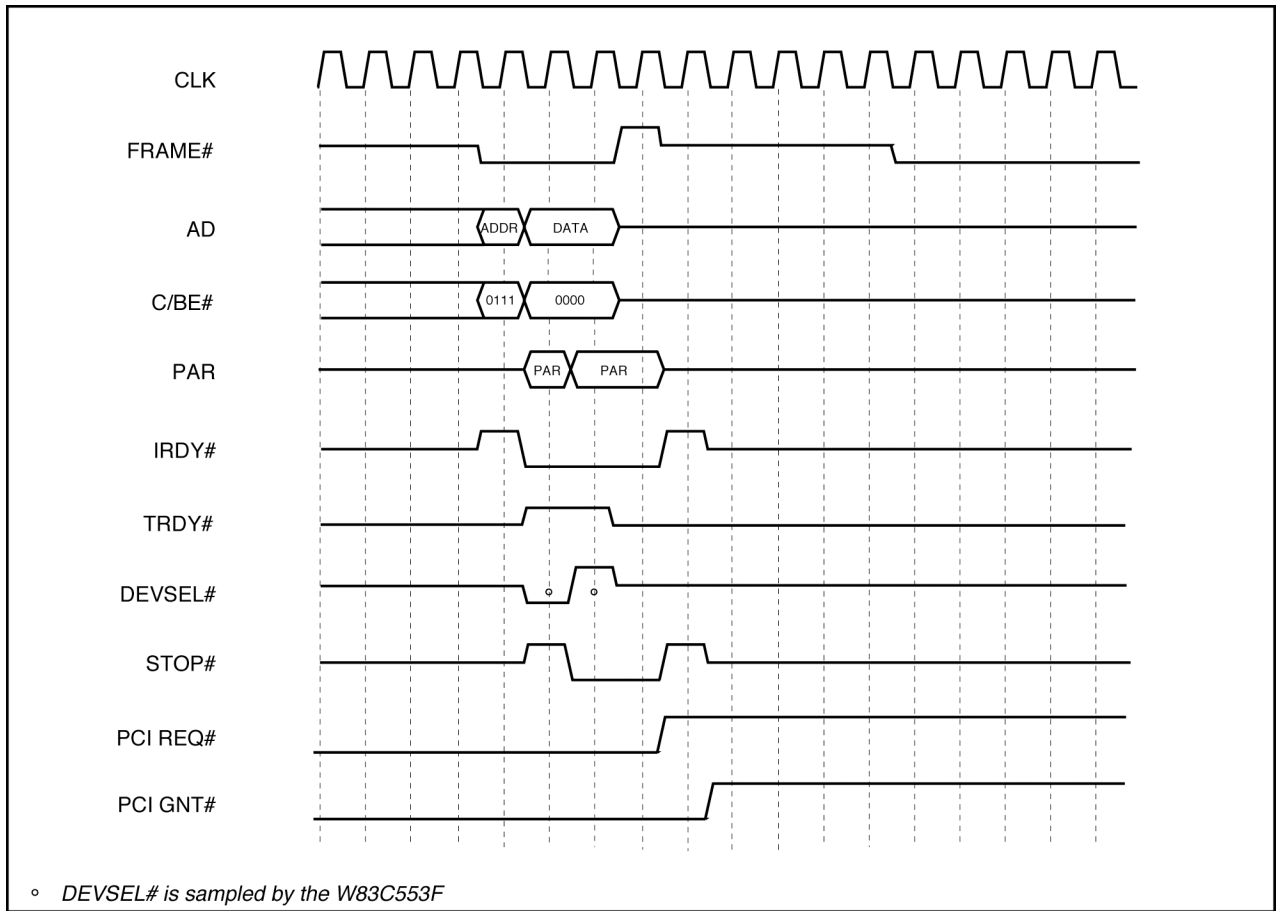 CLK
FRAME#
AD
ADDR DATA
C/BE#
0111 0000
PAR
PAR PAR
IRDY#
TRDY#
DEVSEL#
STOP#
PCI REQ#
PCI GNT#
° DEVSEL# is sampled by the W83C553F